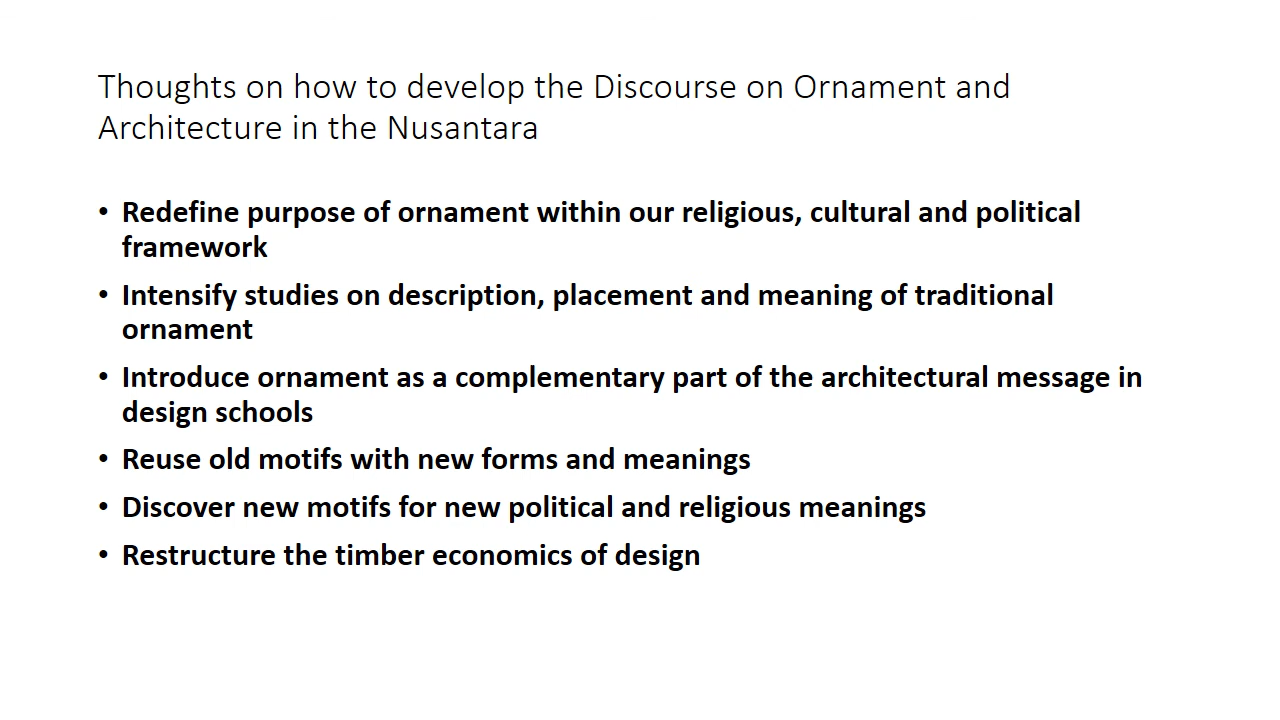 Thoughts on how to develop the Discourse on Ornament and
Architecture in the Nusantara
• Redefine purpose of ornament within our religious, cultural and political
framework
• Intensify studies on description, placement and meaning of traditional
ornament
• Introduce ornament as a complementary part of the architectural message in
design schools
• Reuse old motifs with new forms and meanings
• Discover new motifs for new political and religious meanings
• Restructure the timber economics of design